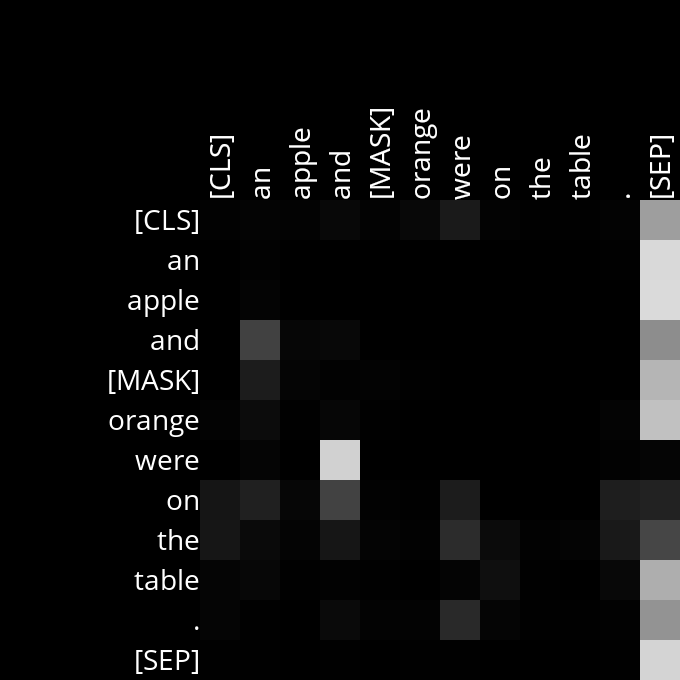 [CLS] an apple and [MASK] orange were on the table . [SEP]
[CLS]
an
apple
and
[MASK]
orange
were
on
the
table
.
[SEP]